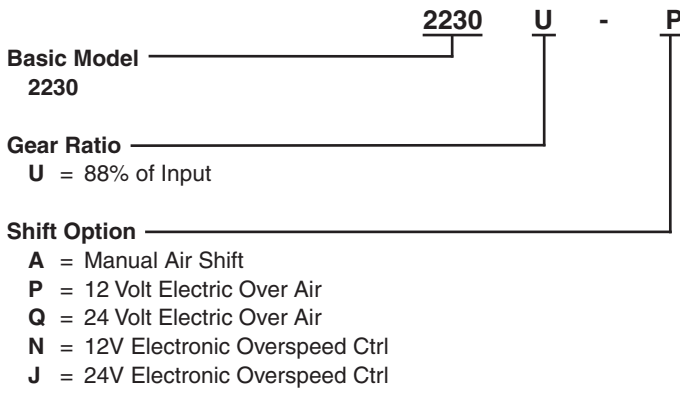 2230 U - P
Basic Model
2230
Gear Ratio
U = 88% of Input
Shift Option
A = Manual Air Shift
P = 12 Volt Electric Over Air
Q = 24 Volt Electric Over Air
N = 12V Electronic Overspeed Ctrl
J = 24V Electronic Overspeed Ctrl